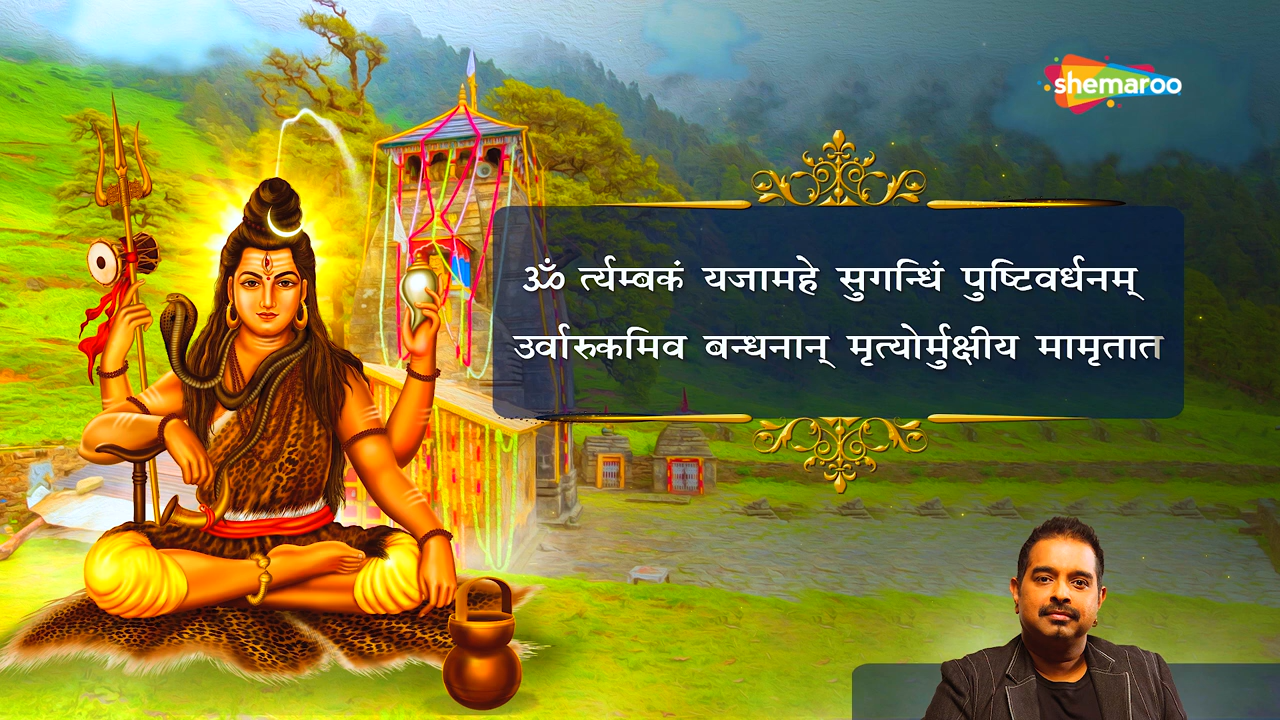 shemaroo
ॐ र्त्यम्बकं यजामहे सुगन्धिं पुष्टिवर्धनम्
उर्वारुकमिव बन्धनान् मृत्योर्मुक्षीय मामृतात